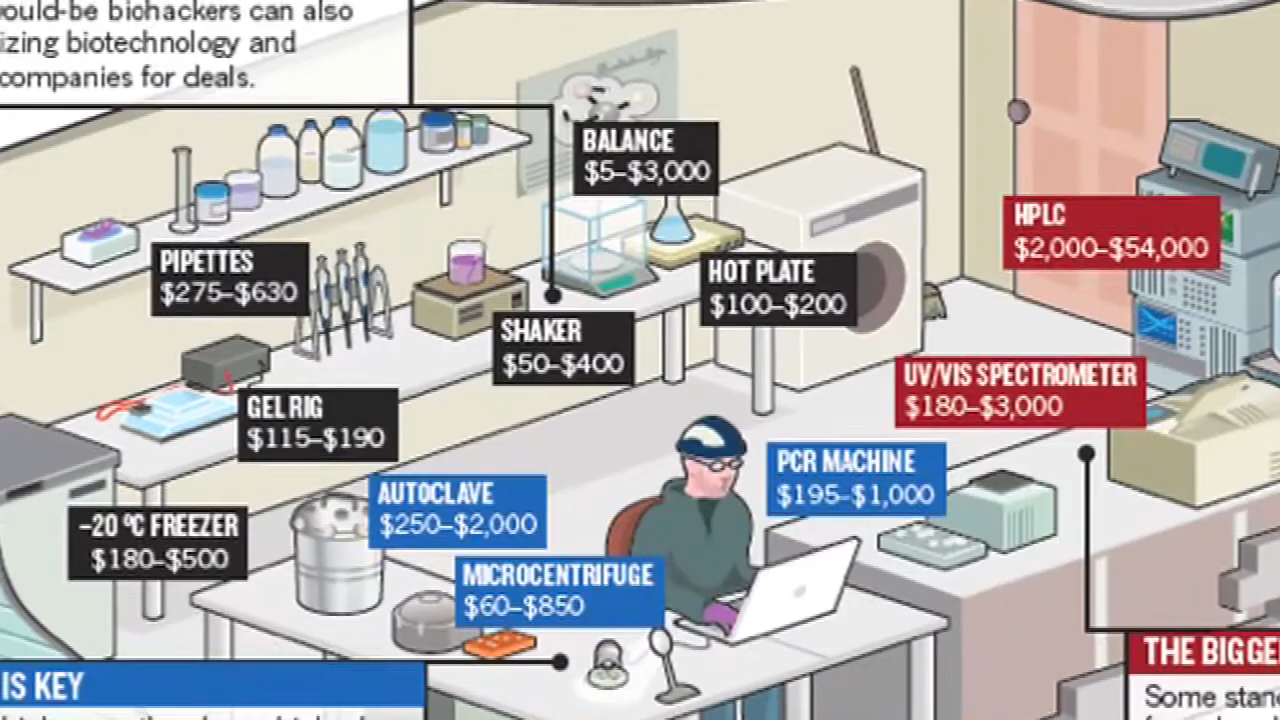 would-be biohackers can also
izing biotechnology and
companies for deals.
BALANCE
$5–$3,000
HPLC
$2,000–$54,000
PIPETTES
$275–$630
HOT PLATE
$100–$200
SHAKER
$50–$400
UV/VIS SPECTROMETER
$180–$3,000
GEL RIG
$115–$190
PCR MACHINE
$195–$1,000
AUTOCLAVE
$250–$2,000
–20 ºC FREEZER
$180–$500
MICROCENTRIFUGE
$60–$850
IS KEY
THE BIGGE
Some stand